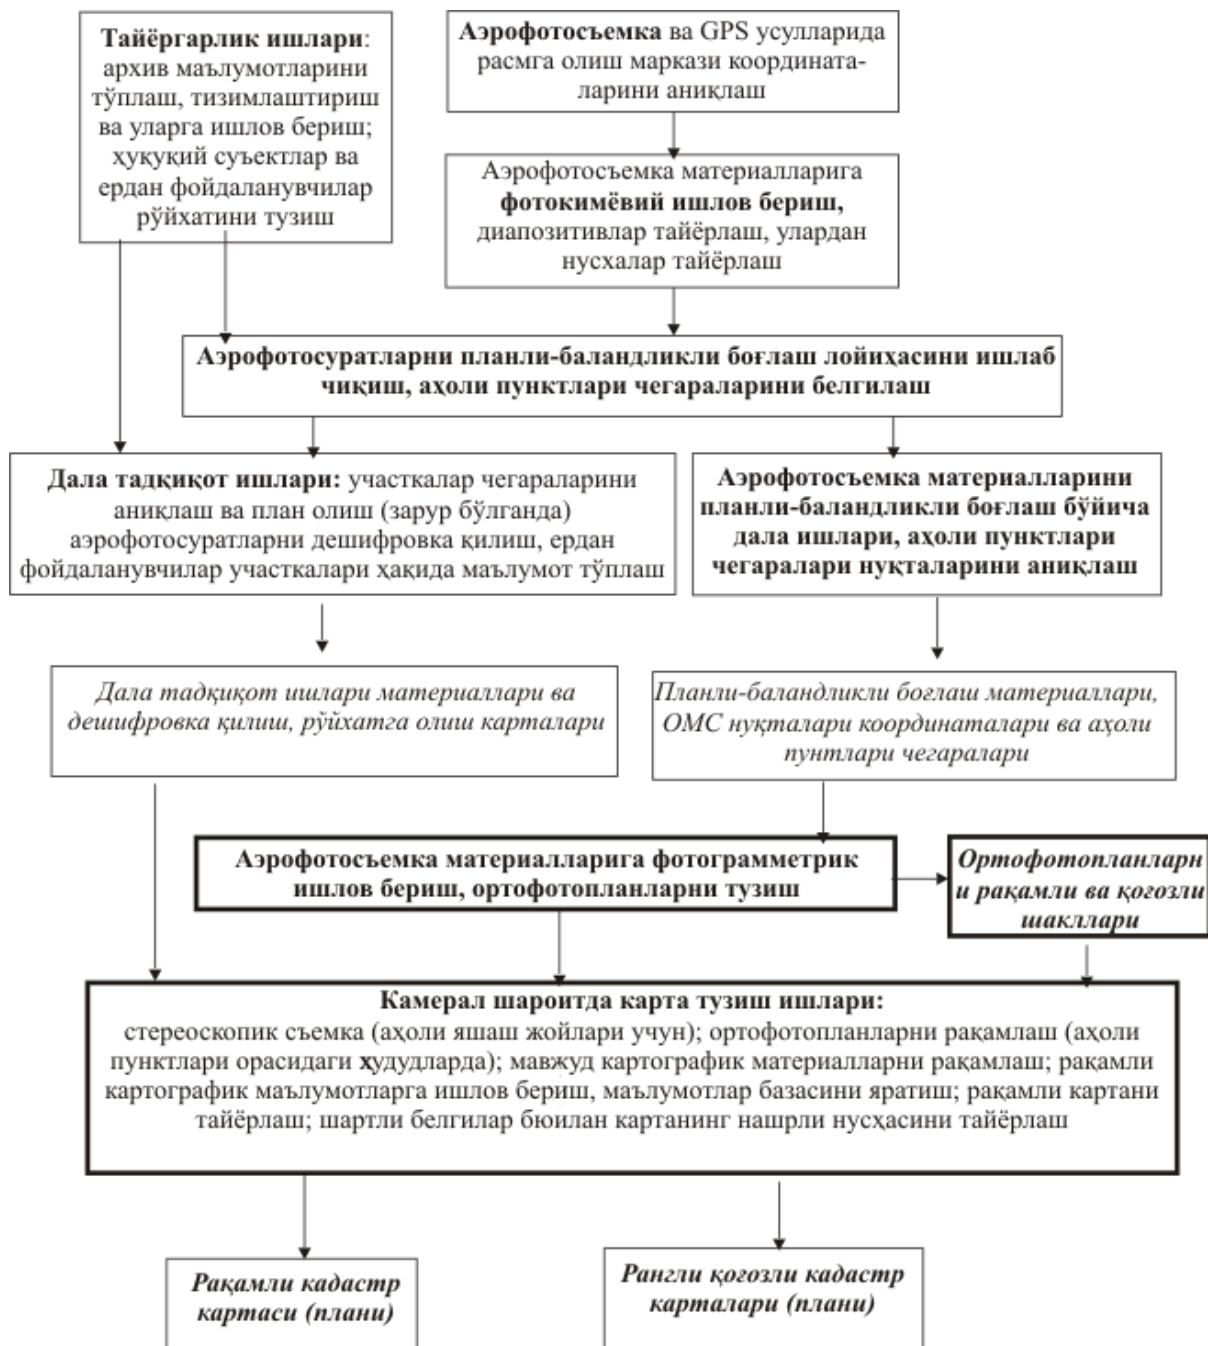 Тайёргарлик ишлари:
архив маълумотларини
тўплаш, тизимлаштириш
ва уларга ишлов бериш;
ҳуқуқий суъектлар ва
ердан фойдаланувчилар
рўйхатини тузиш
Аэрофотосъемка ва GPS усулларида
расмга олиш маркази координата-
ларини аниқлаш
Аэрофотосъемка материалларига
фотокимёвий ишлов бериш,
диапозитивлар тайёрлаш, улардан
нусхалар тайёрлаш
Аэрофотосуратларни планли-баландликли боғлаш лойиҳасини ишлаб
чиқиш, аҳоли пунктлари чегараларини белгилаш
Дала тадқиқот ишлари: участкалар чегараларини
аниқлаш ва план олиш (зарур бўлганда)
аэрофотосуратларни дешифровка қилиш, ердан
фойдаланувчилар участкалари ҳақида маълумот тўплаш
Аэрофотосъемка материалларини
планли-баландликли боғлаш бўйича
дала ишлари, аҳоли пунктлари
чегаралари нуқталарини аниқлаш
Дала тадқиқот ишлари материаллари ва
дешифровка қилиш, рўйхатга олиш карталари
Планли-баландликли боғлаш материаллари,
ОМС нуқталари координаталари ва аҳоли
пунтлари чегаралари
Аэрофотосъемка материалларига фотограмметрик
ишлов бериш, ортофотопланларни тузиш
Ортофотопланларн
и рақамли ва қоғозли
шакллари
Камерал шароитда карта тузиш ишлари:
стереоскопик съемка (аҳоли яшаш жойлари учун); ортофотопланларни рақамлаш (аҳоли
пунктлари орасидаги ҳудудларда); мавжуд картографик материалларни рақамлаш; рақамли
картографик маълумотларга ишлов бериш, маълумотлар базасини яратиш; рақамли картани
тайёрлаш; шартли белгилар бюилан картанинг нашрли нусҳасини тайёрлаш
Рақамли кадастр
картаси (плани)
Рангли қоғозли кадастр
карталари (плани)